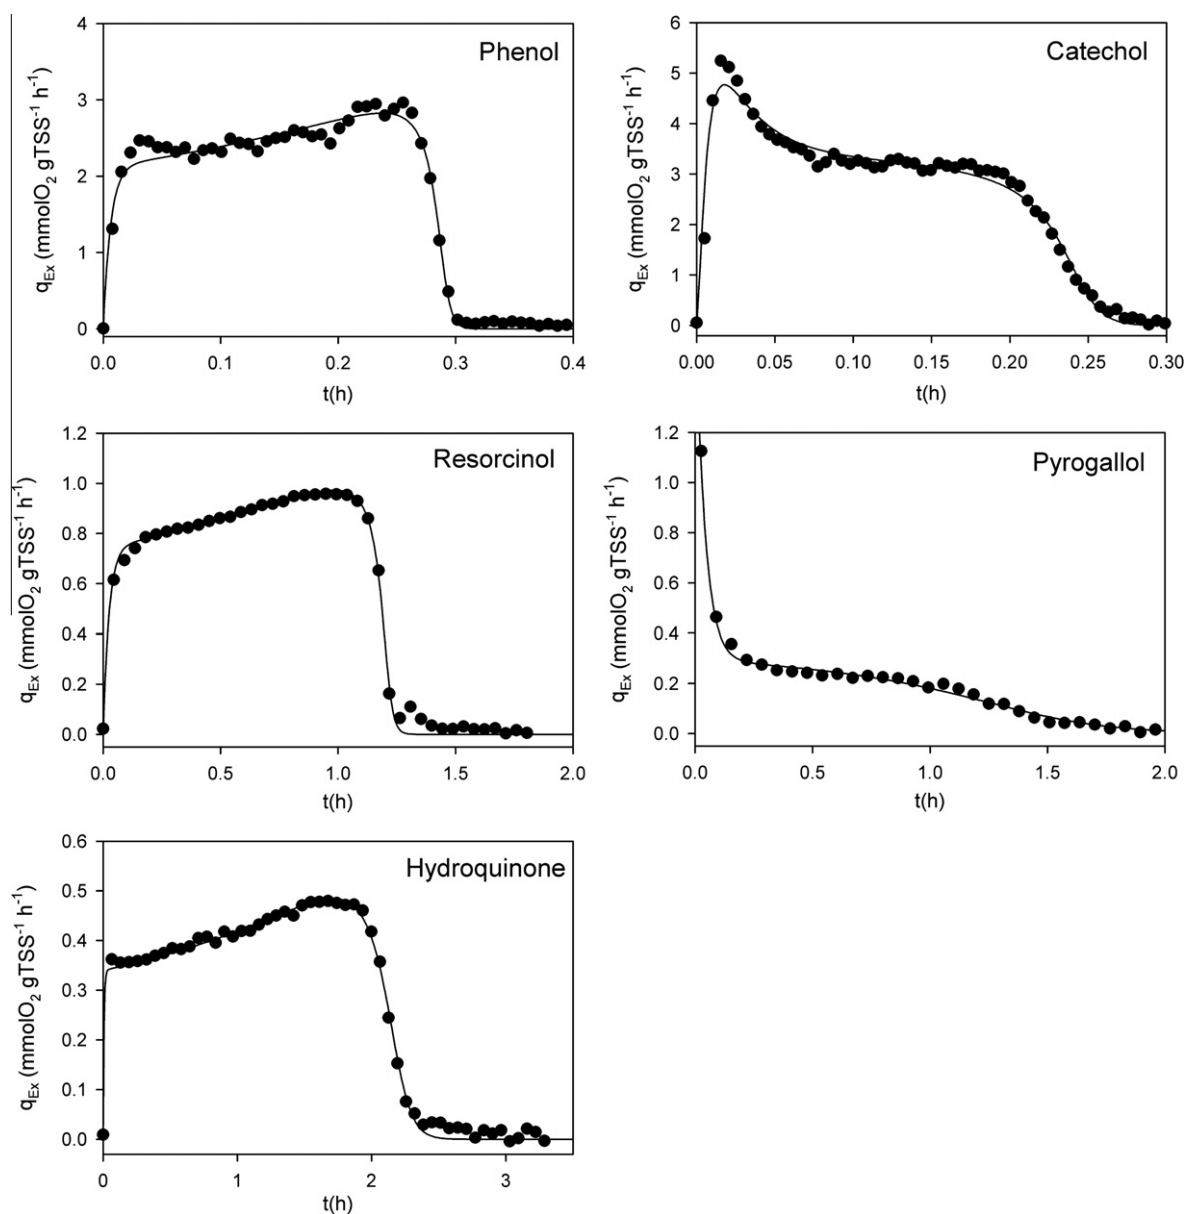 Phenol
q_Ex (mmolO₂ gTSS⁻¹ h⁻¹)
4
3
2
1
0
0.0 0.1 0.2 0.3 0.4
t(h)
Catechol
q_Ex (mmolO₂ gTSS⁻¹ h⁻¹)
6
5
4
3
2
1
0
0.00 0.05 0.10 0.15 0.20 0.25 0.30
t(h)
Resorcinol
q_Ex (mmolO₂ gTSS⁻¹ h⁻¹)
1.2
1.0
0.8
0.6
0.4
0.2
0.0
0.0 0.5 1.0 1.5 2.0
t(h)
Pyrogallol
q_Ex (mmolO₂ gTSS⁻¹ h⁻¹)
1.2
1.0
0.8
0.6
0.4
0.2
0.0
0.0 0.5 1.0 1.5 2.0
t(h)
Hydroquinone
q_Ex (mmolO₂ gTSS⁻¹ h⁻¹)
0.6
0.5
0.4
0.3
0.2
0.1
0.0
0 1 2 3
t(h)